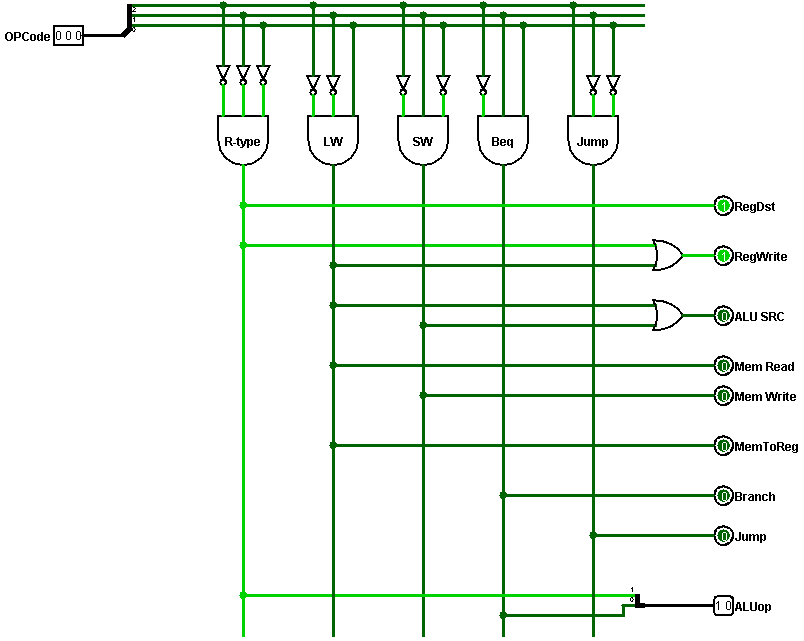 2
1
0
OPCode 0 0 0
R-type LW SW Beq Jump
1 RegDst
1 RegWrite
0 ALU SRC
0 Mem Read
0 Mem Write
0 MemToReg
0 Branch
0 Jump
1
0
1 0 ALUop